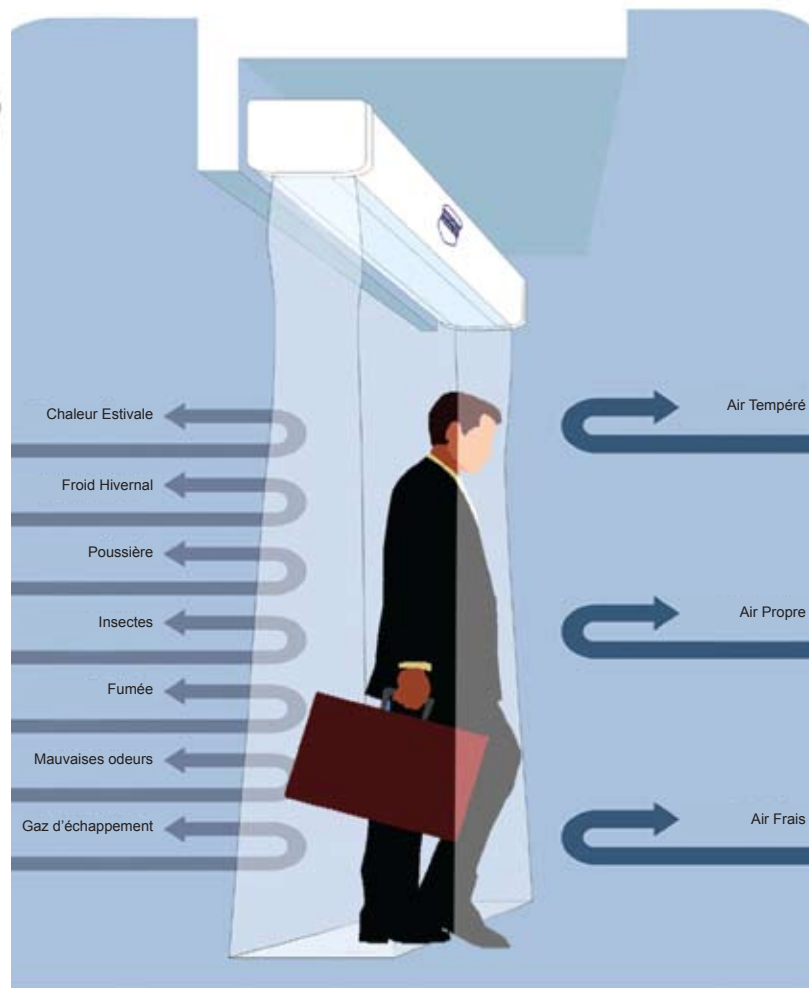 Chaleur Estivale
Froid Hivernal
Poussière
Insectes
Fumée
Mauvaises odeurs
Gaz d'échappement
Air Tempéré
Air Propre
Air Frais